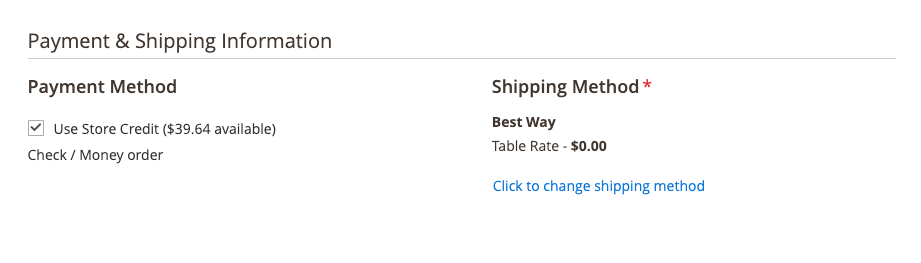 Payment & Shipping Information
Payment Method
Use Store Credit ($39.64 available)
Check / Money order
Shipping Method *
Best Way
Table Rate - $0.00
Click to change shipping method